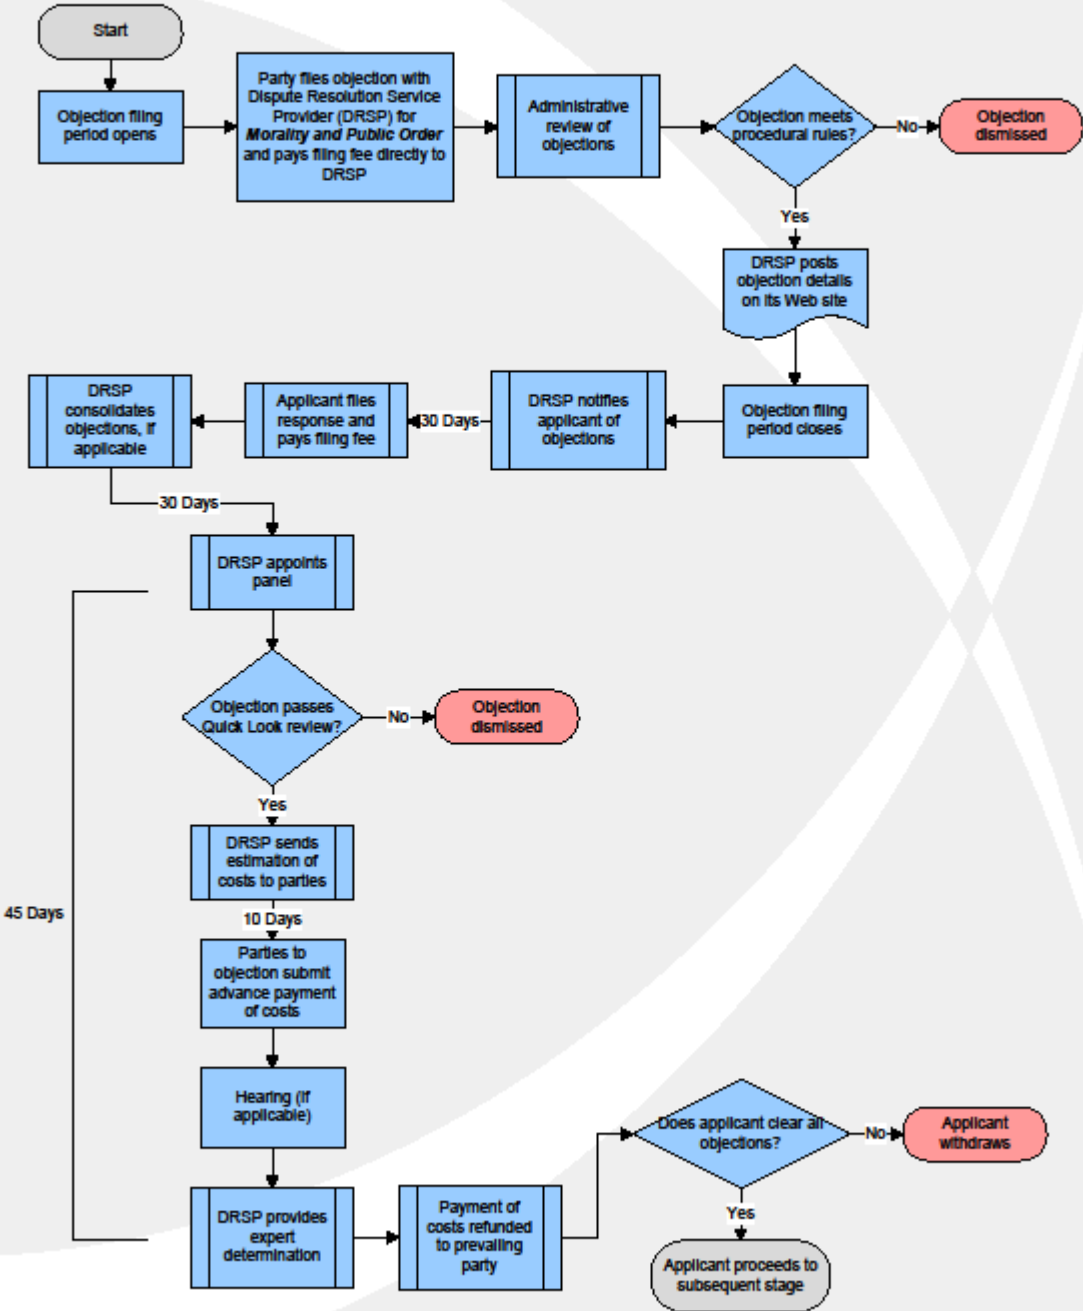 Start
Objection filing
period opens
Party files objection with
Dispute Resolution Service
Provider (DRSP) for
Morality and Public Order
and pays filing fee directly to
DRSP
Administrative
review of
objections
Objection meets
procedural rules?
No
Objection
dismissed
Yes
DRSP posts
objection details
on its Web site
Objection filing
period closes
DRSP notifies
applicant of
objections
30 Days
Applicant files
response and
pays filing fee
DRSP
consolidates
objections, if
applicable
30 Days
DRSP appoints
panel
Objection passes
Quick Look review?
No
Objection
dismissed
Yes
DRSP sends
estimation of
costs to parties
45 Days
10 Days
Parties to
objection submit
advance payment
of costs
Hearing (if
applicable)
DRSP provides
expert
determination
Payment of
costs refunded
to prevailing
party
Does applicant clear all
objections?
No
Applicant
withdraws
Yes
Applicant proceeds to
subsequent stage